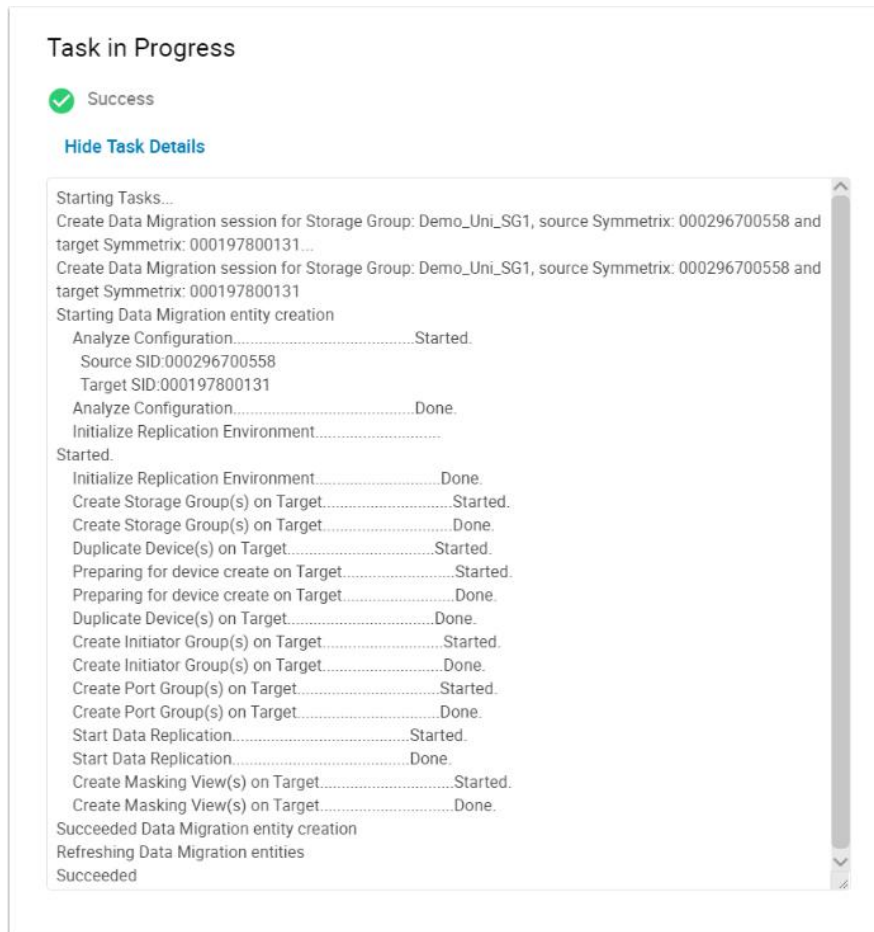 Task in Progress
Success
Hide Task Details
Starting Tasks...
Create Data Migration session for Storage Group: Demo_Uni_SG1, source Symmetrix: 000296700558 and
target Symmetrix: 000197800131...
Create Data Migration session for Storage Group: Demo_Uni_SG1, source Symmetrix: 000296700558 and
target Symmetrix: 000197800131
Starting Data Migration entity creation
Analyze Configuration..........................................Started.
Source SID:000296700558
Target SID:000197800131
Analyze Configuration..........................................Done.
Initialize Replication Environment.............................
Started.
Initialize Replication Environment.............................Done.
Create Storage Group(s) on Target..............................Started.
Create Storage Group(s) on Target..............................Done.
Duplicate Device(s) on Target..................................Started.
Preparing for device create on Target..........................Started.
Preparing for device create on Target..........................Done.
Duplicate Device(s) on Target..................................Done.
Create Initiator Group(s) on Target............................Started.
Create Initiator Group(s) on Target............................Done.
Create Port Group(s) on Target.................................Started.
Create Port Group(s) on Target.................................Done.
Start Data Replication.........................................Started.
Start Data Replication.........................................Done.
Create Masking View(s) on Target...............................Started.
Create Masking View(s) on Target...............................Done.
Succeeded Data Migration entity creation
Refreshing Data Migration entities
Succeeded